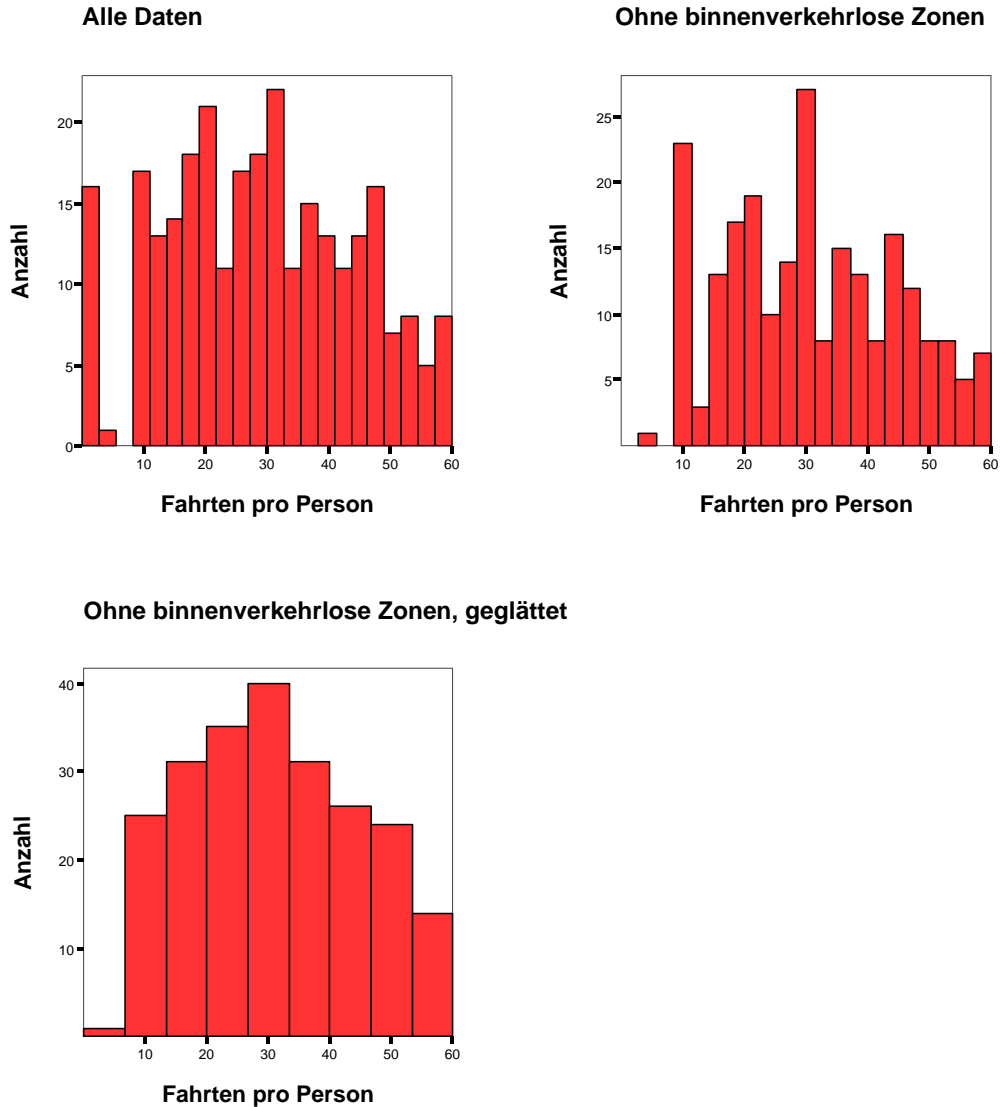 Alle Daten
20
15
10
5
0
10 20 30 40 50 60
Anzahl
Fahrten pro Person
Ohne binnenverkehrlose Zonen
25
20
15
10
5
10 20 30 40 50 60
Anzahl
Fahrten pro Person
Ohne binnenverkehrlose Zonen, geglättet
40
30
20
10
10 20 30 40 50 60
Anzahl
Fahrten pro Person